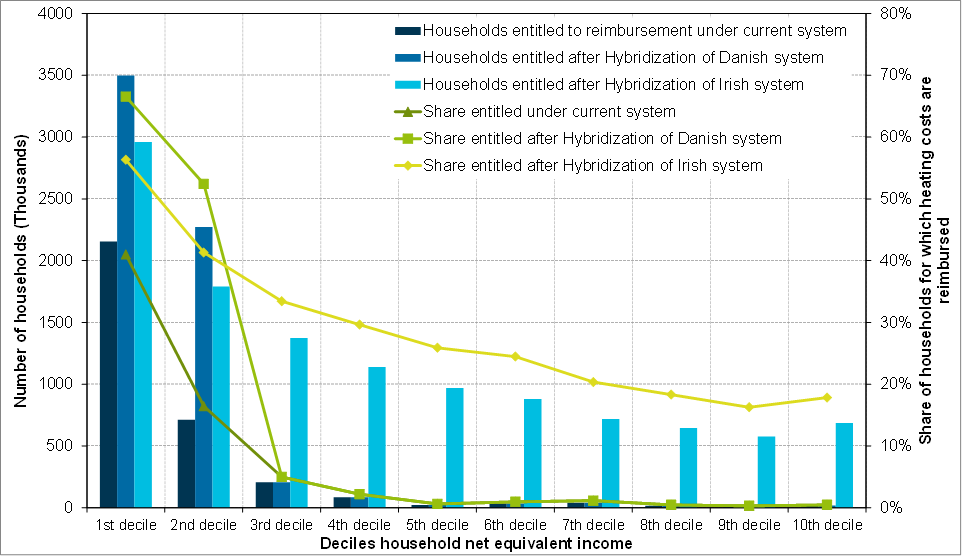 4000
3500
3000
2500
2000
1500
1000
500
0
Number of households (Thousands)
Households entitled to reimbursement under current system
Households entitled after Hybridization of Danish system
Households entitled after Hybridization of Irish system
Share entitled under current system
Share entitled after Hybridization of Danish system
Share entitled after Hybridization of Irish system
80%
70%
60%
50%
40%
30%
20%
10%
0%
Share of households for which heating costs are
reimbursed
1st decile 2nd decile 3rd decile 4th decile 5th decile 6th decile 7th decile 8th decile 9th decile 10th decile
Deciles household net equivalent income